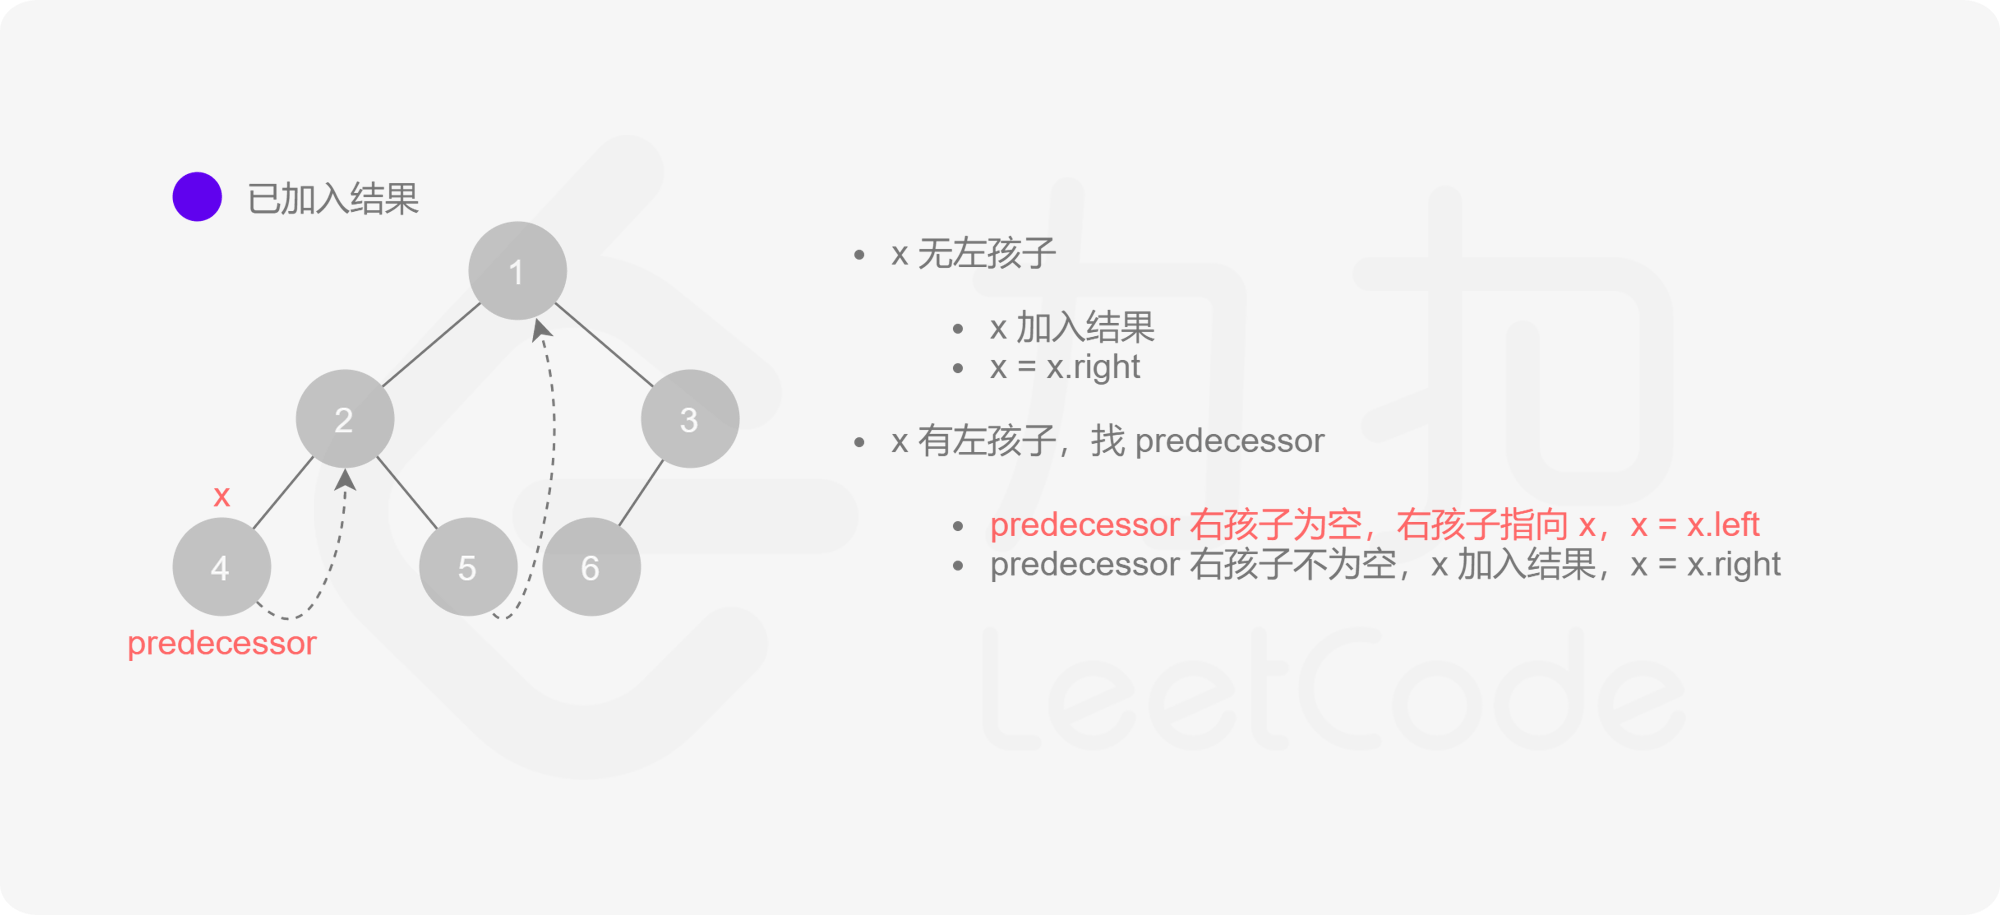 已加入结果
1
2
3
x
4
5
6
predecessor
x 无左孩子
x 加入结果
x = x.right
x 有左孩子，找 predecessor
predecessor 右孩子为空，右孩子指向 x，x = x.left
predecessor 右孩子不为空，x 加入结果，x = x.right
力扣
LeetCode